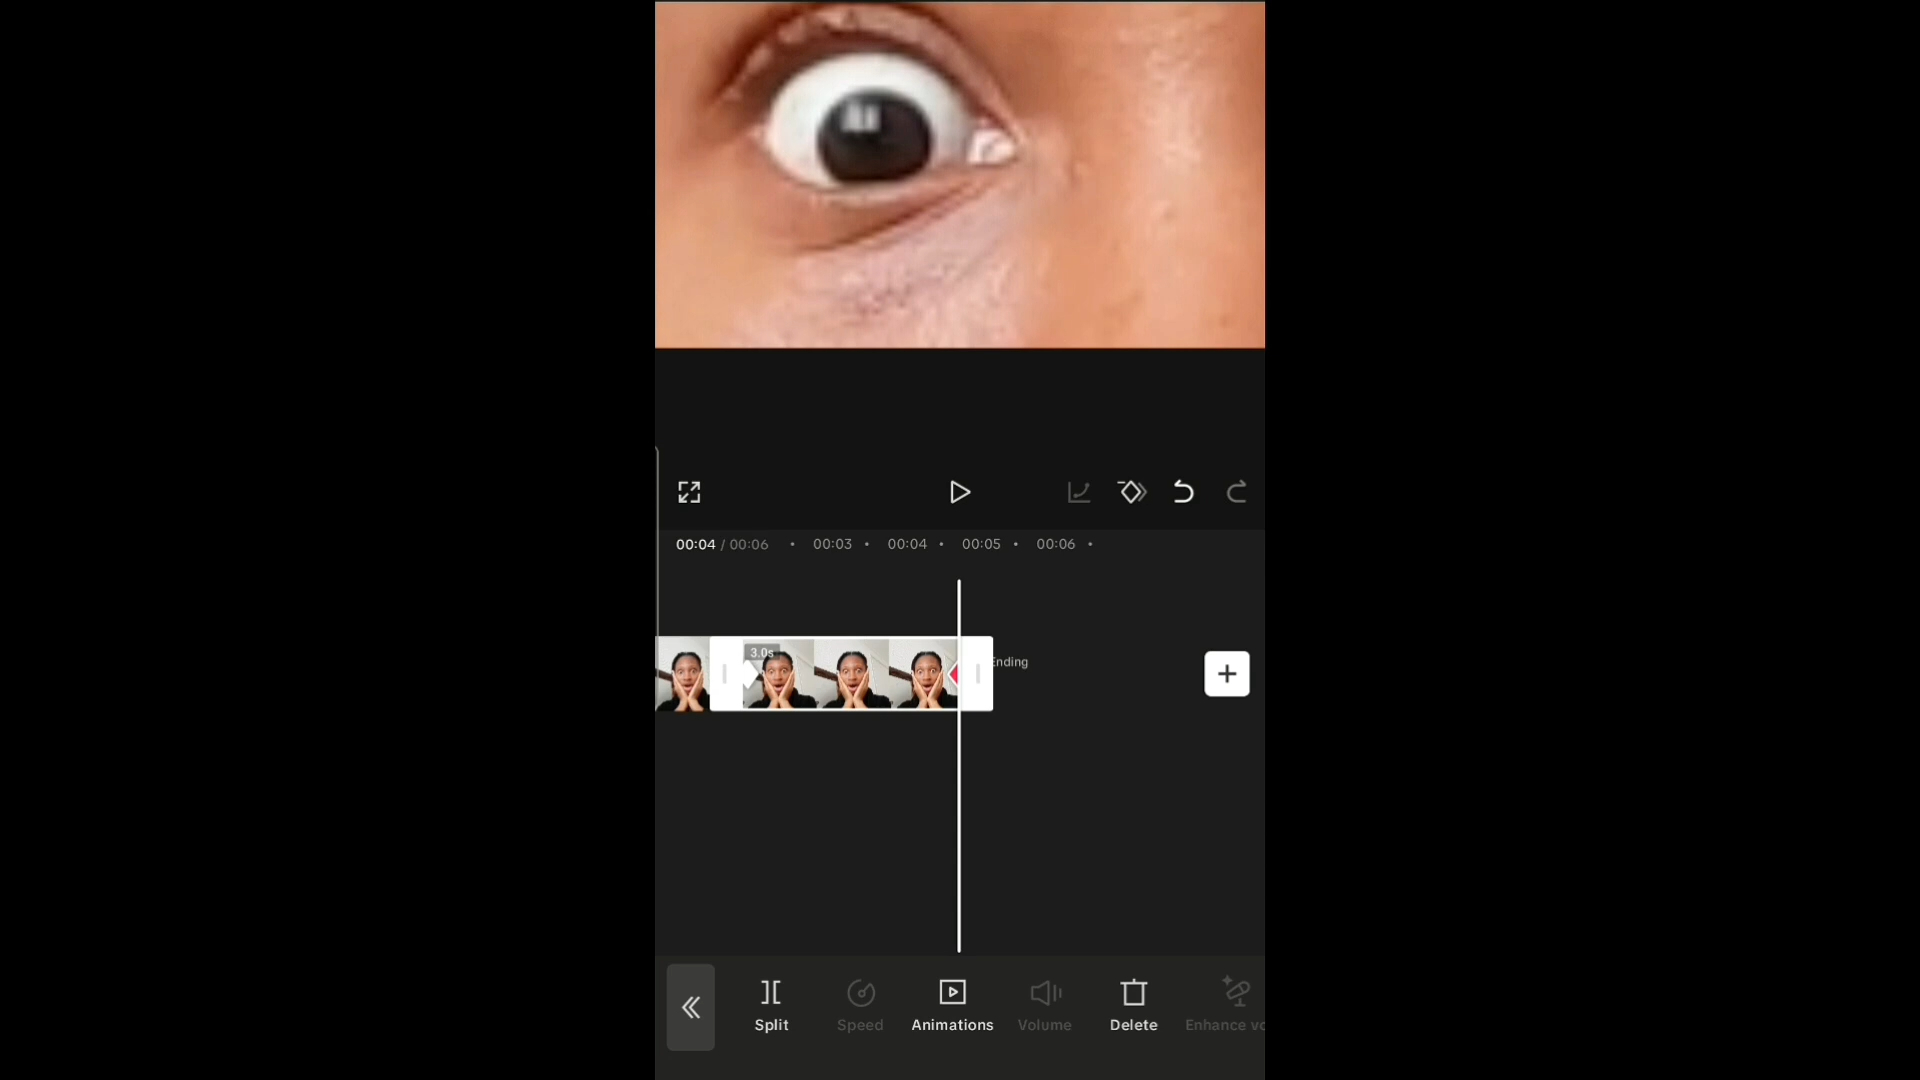 00:04 / 00:06 00:03 00:04 00:05 00:06
3.0s
Ending
Split Speed Animations Volume Delete Enhance vo